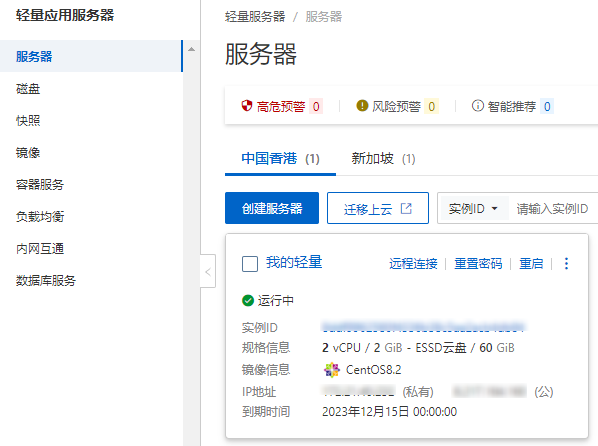 轻量应用服务器
服务器
磁盘
快照
镜像
容器服务
负载均衡
内网互通
数据库服务
轻量服务器 / 服务器
服务器
高危预警 0 风险预警 0 智能推荐 0
中国香港 (1) 新加坡 (1)
创建服务器 迁移上云 实例ID 请输入实例ID
我的轻量 远程连接 重置密码 重启
运行中
实例ID
规格信息 2 vCPU / 2 GiB - ESSD云盘 / 60 GiB
镜像信息 CentOS8.2
IP地址 (私有) (公)
到期时间 2023年12月15日 00:00:00